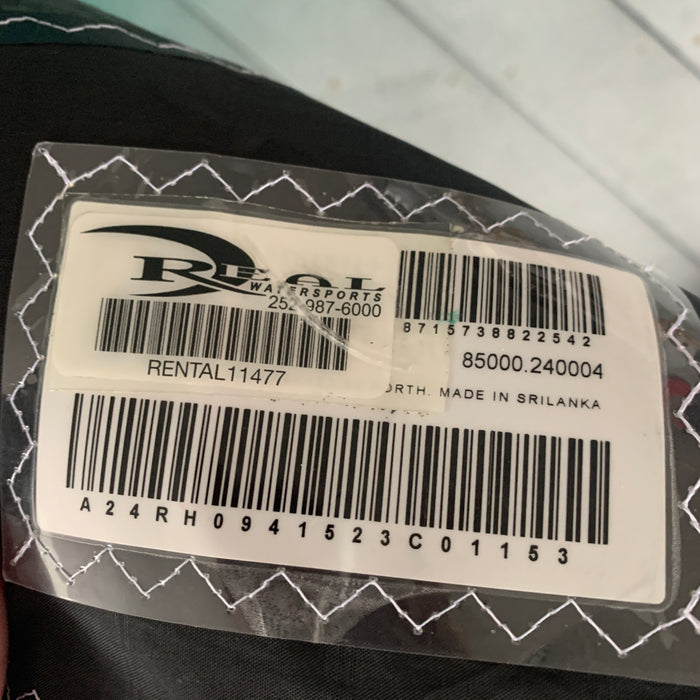 REAL
WATERSPORTS
252-987-6000
RENTAL11477
8715738822542
85000.240004
ORTH. MADE IN SRILANKA
A24RH0941523C01153